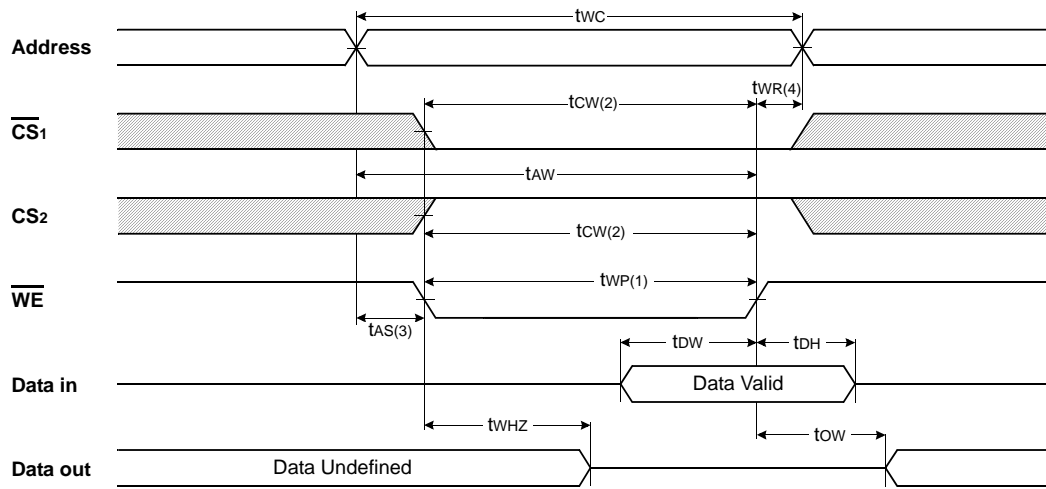 tWC
Address
tCW(2)
tWR(4)
CS1
tAW
CS2
tCW(2)
tWP(1)
WE
tAS(3)
tDW
tDH
Data in
Data Valid
tWHZ
tOW
Data out
Data Undefined